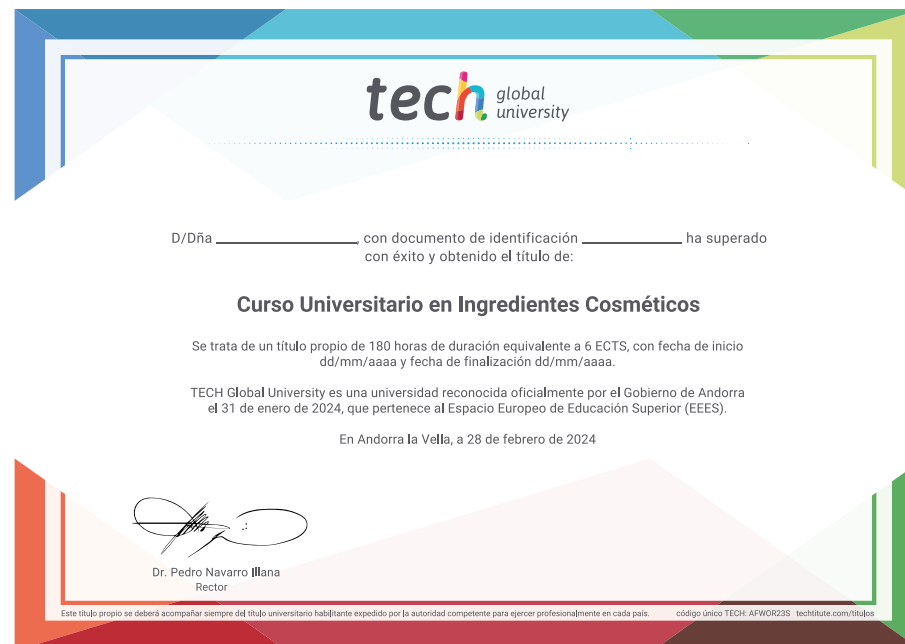 tech global university
D/Dña ____________________, con documento de identificación ______________ ha superado
con éxito y obtenido el título de:
Curso Universitario en Ingredientes Cosméticos
Se trata de un título propio de 180 horas de duración equivalente a 6 ECTS, con fecha de inicio
dd/mm/aaaa y fecha de finalización dd/mm/aaaa.
TECH Global University es una universidad reconocida oficialmente por el Gobierno de Andorra
el 31 de enero de 2024, que pertenece al Espacio Europeo de Educación Superior (EEES).
En Andorra la Vella, a 28 de febrero de 2024
Dr. Pedro Navarro Illana
Rector
Este título propio se deberá acompañar siempre del título universitario habilitante expedido por la autoridad competente para ejercer profesionalmente en cada país. código único TECH: AFWOR23S techtitute.com/titulos